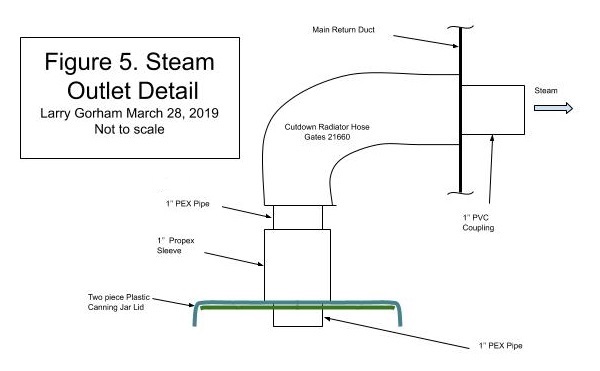 Figure 5. Steam
Outlet Detail
Larry Gorham March 28, 2019
Not to scale
Main Return Duct
Steam
Cutdown Radiator Hose
Gates 21660
1" PEX Pipe
1" PVC
Coupling
1" Propex
Sleeve
Two piece Plastic
Canning Jar Lid
1" PEX Pipe